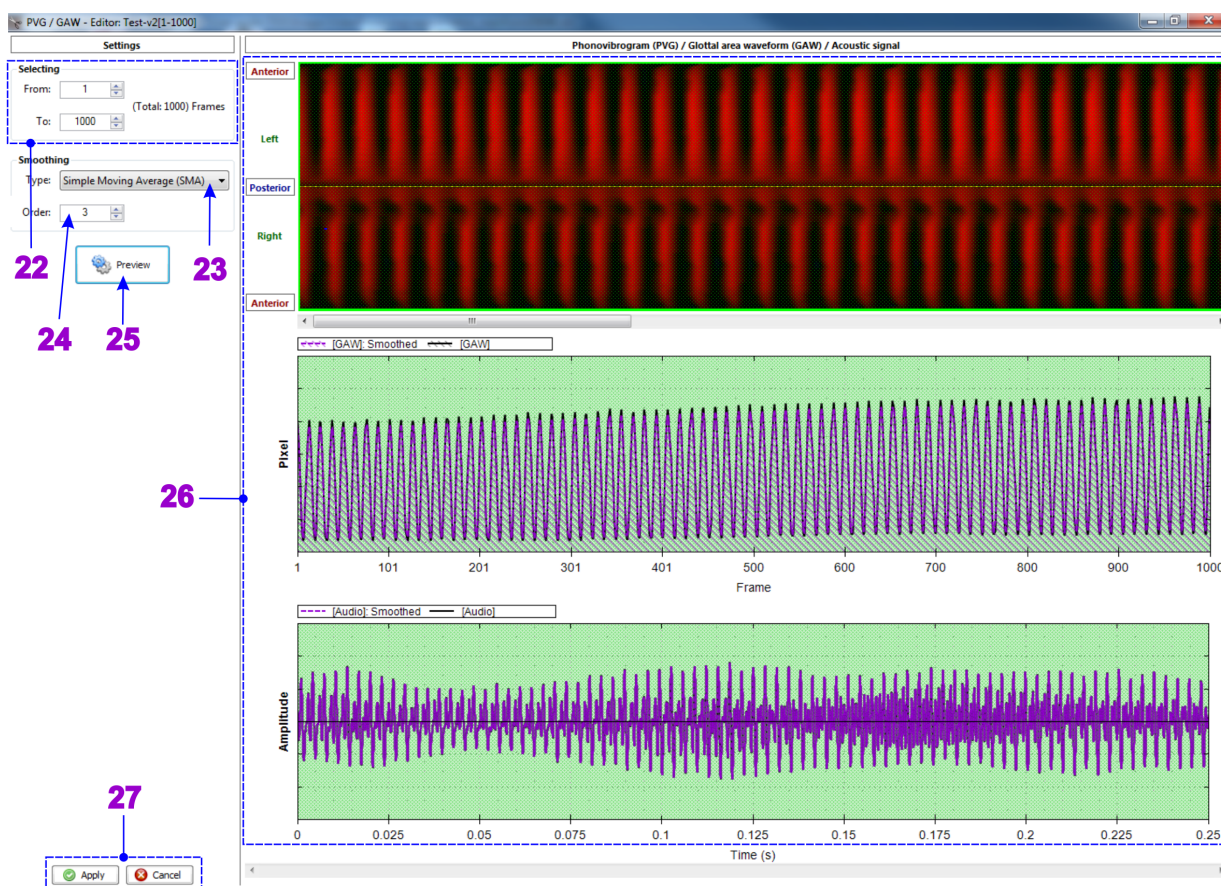 PVG / GAW - Editor: Test-v2[1-1000]
Settings
Selecting
From: 1
(Total: 1000) Frames
To: 1000
22
Smoothing
Type: Simple Moving Average (SMA)
Order: 3
23
24
Preview
25
Phonovibrogram (PVG) / Glottal area waveform (GAW) / Acoustic signal
Anterior
Left
Posterior
Right
Anterior
[GAW]: Smoothed [GAW]
Pixel
1 101 201 301 401 500 600 700 800 900 1000
Frame
26
[Audio]: Smoothed [Audio]
Amplitude
0 0.025 0.05 0.075 0.1 0.125 0.15 0.175 0.2 0.225 0.25
Time (s)
27
Apply Cancel